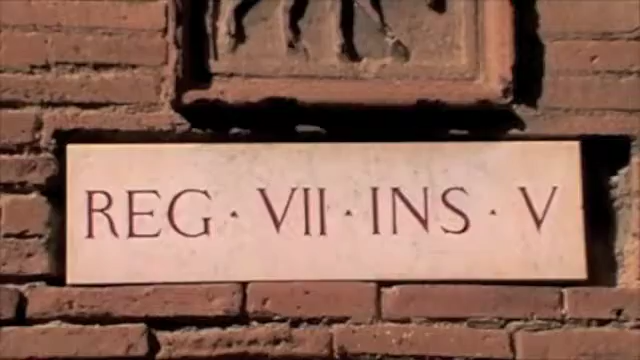 REG · VII · INS · V